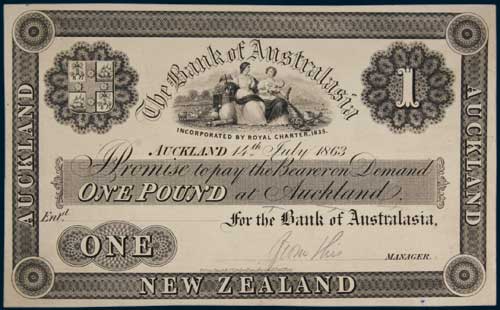 The Bank of Australasia
1
INCORPORATED BY ROYAL CHARTER, 1835.
AUCKLAND 14th July 1863
I Promise to pay the Bearer on Demand
ONE POUND at Auckland.
Entd.
For the Bank of Australasia,
ONE
MANAGER.
AUCKLAND
AUCKLAND
NEW ZEALAND